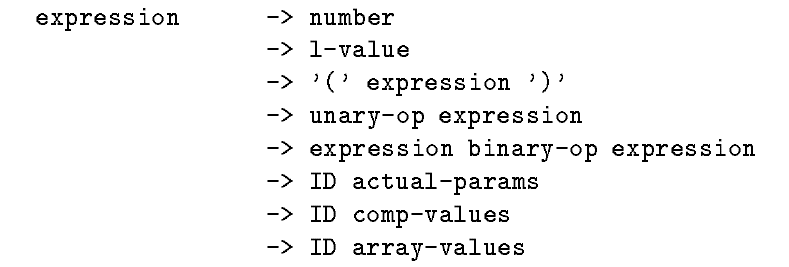 expression -> number
-> l-value
-> '(' expression ')'
-> unary-op expression
-> expression binary-op expression
-> ID actual-params
-> ID comp-values
-> ID array-values